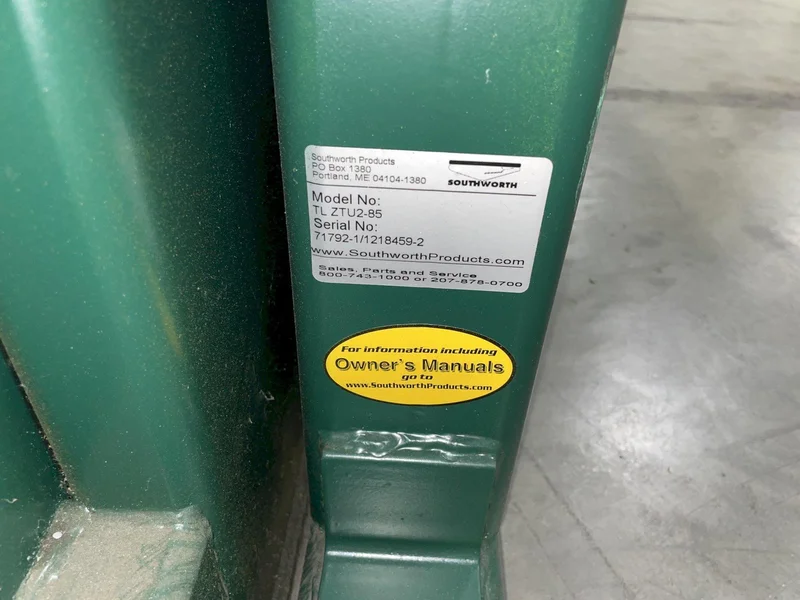 Southworth Products
PO Box 1380
Portland, ME 04104-1380
SOUTHWORTH
Model No:
TL ZTU2-85
Serial No:
71792-1/1218459-2
www.SouthworthProducts.com
Sales, Parts and Service
800-743-1000 or 207-878-0700
For information including
Owner`s Manuals
go to
www.SouthworthProducts.com